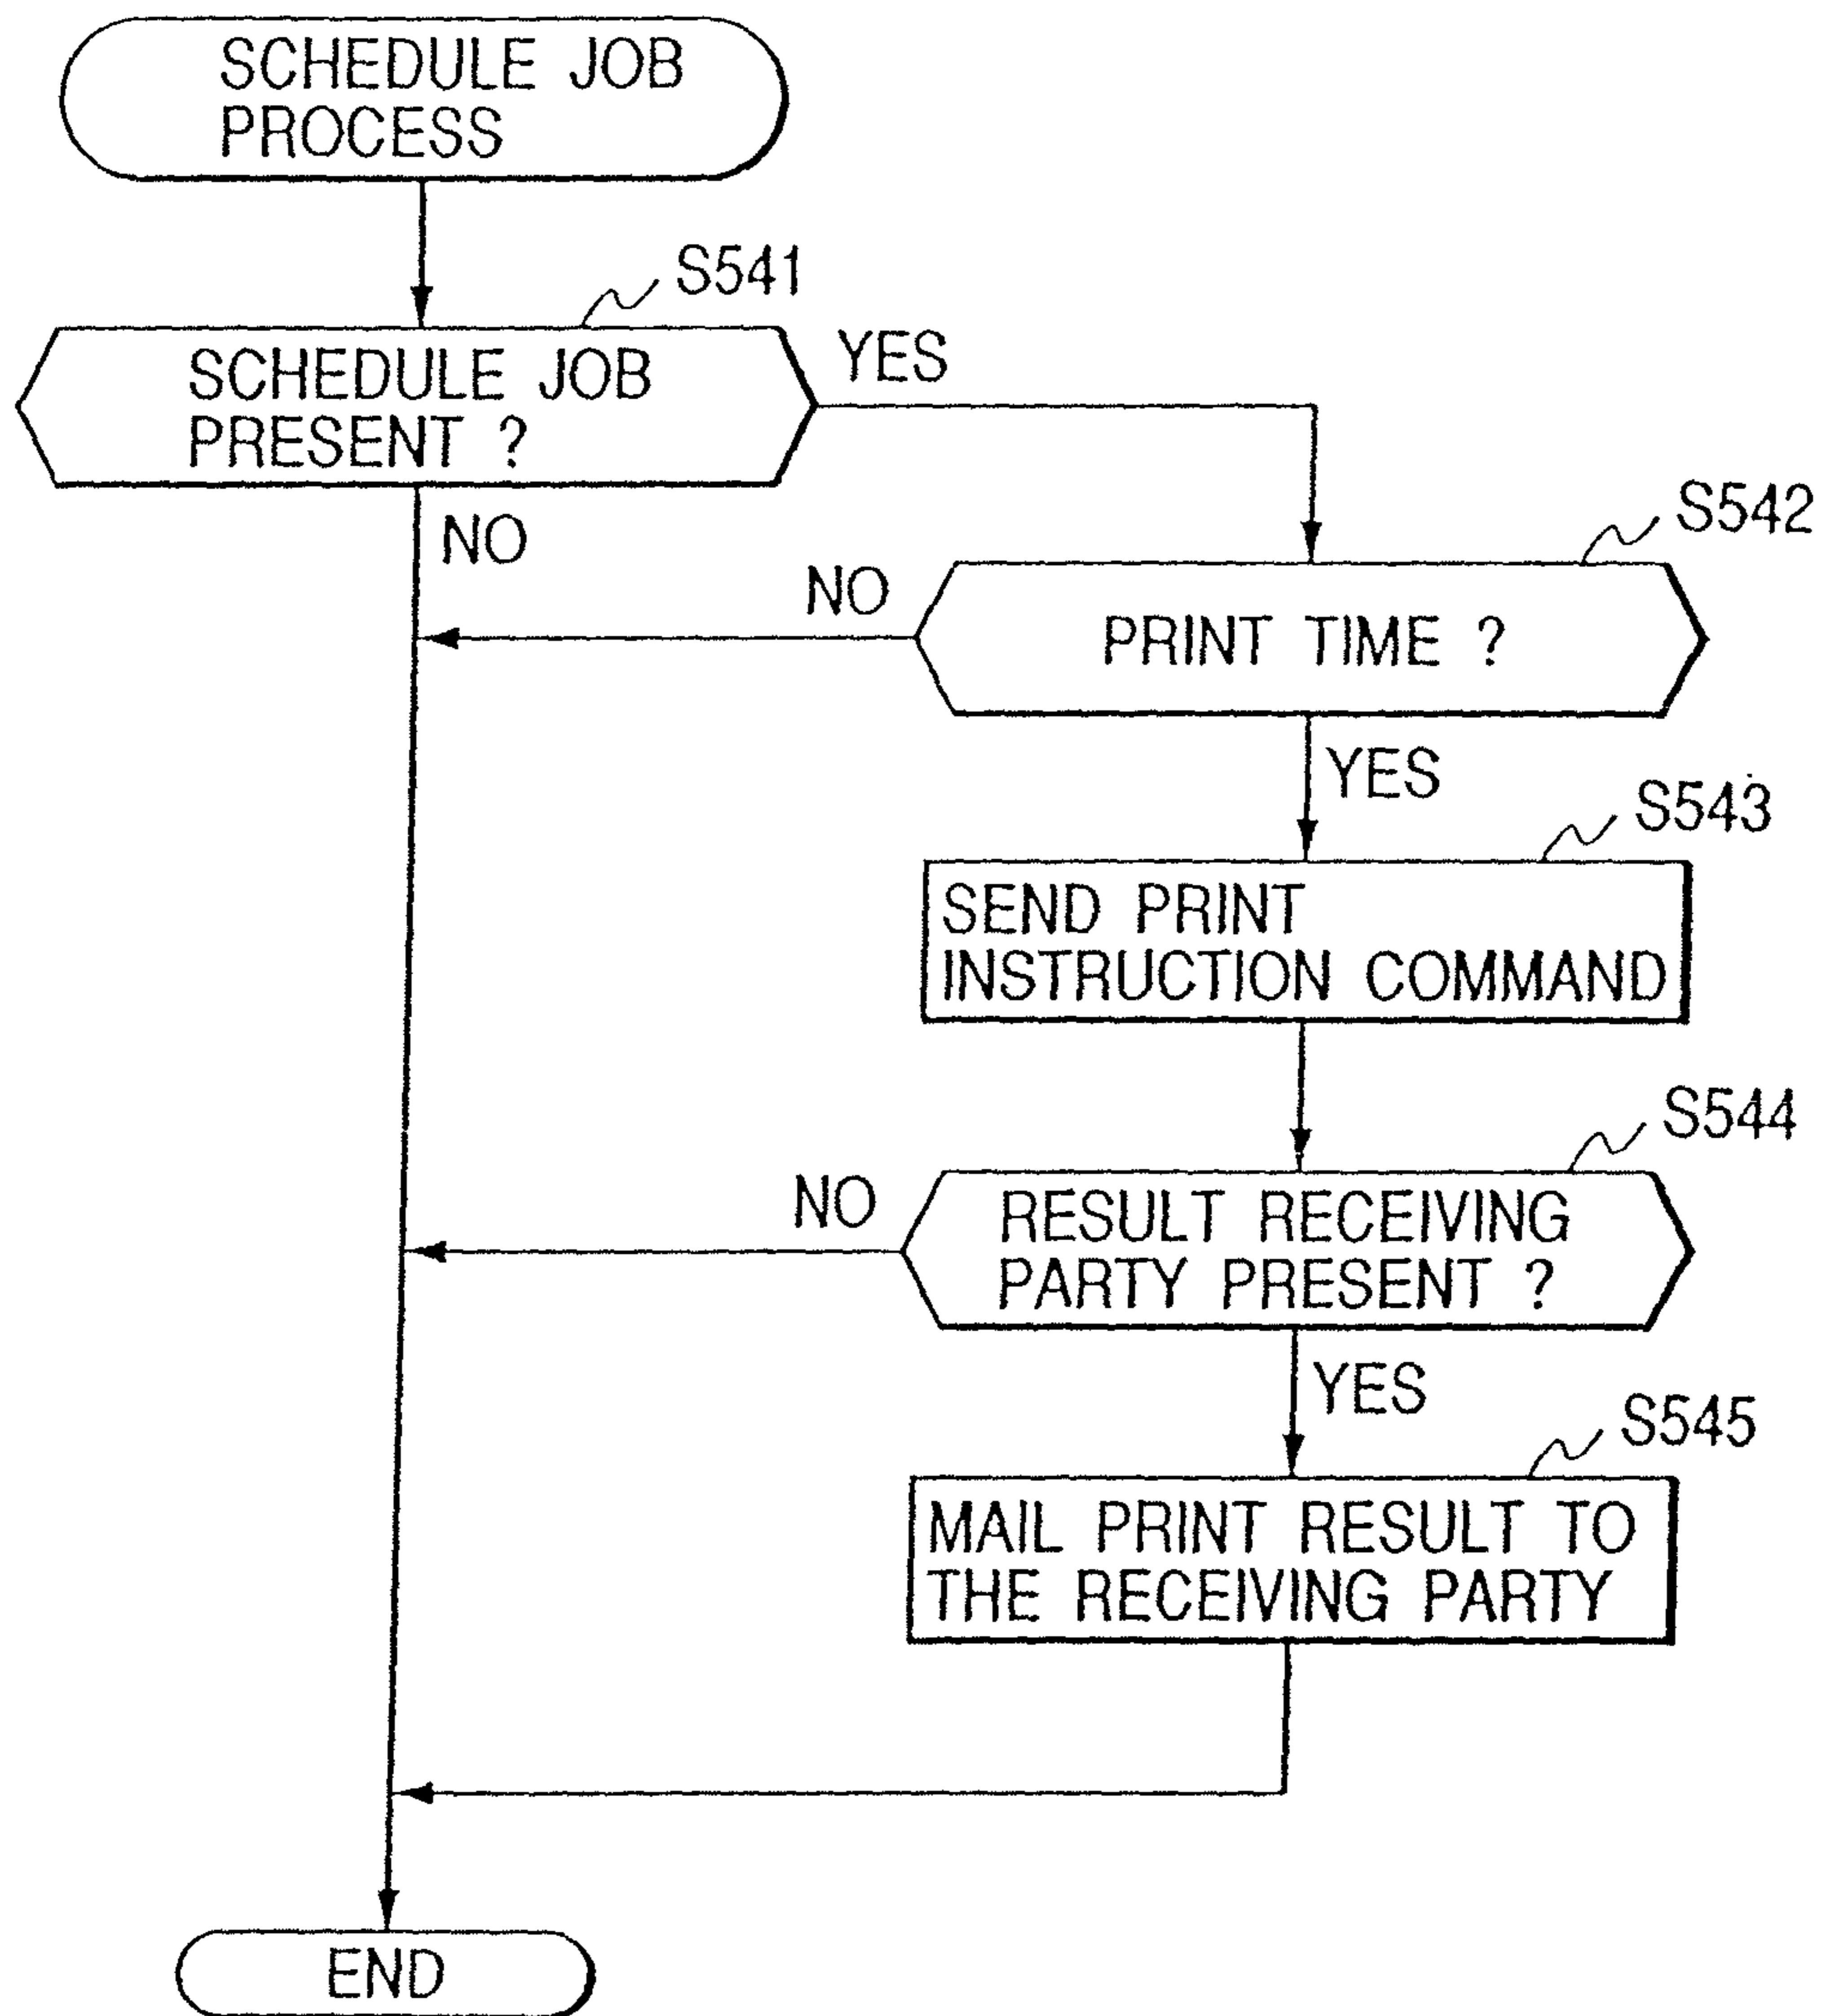 SCHEDULE JOB
PROCESS
S541
SCHEDULE JOB
PRESENT ?
YES
NO
S542
NO
PRINT TIME ?
YES
S543
SEND PRINT
INSTRUCTION COMMAND
S544
NO
RESULT RECEIVING
PARTY PRESENT ?
YES
S545
MAIL PRINT RESULT TO
THE RECEIVING PARTY
END